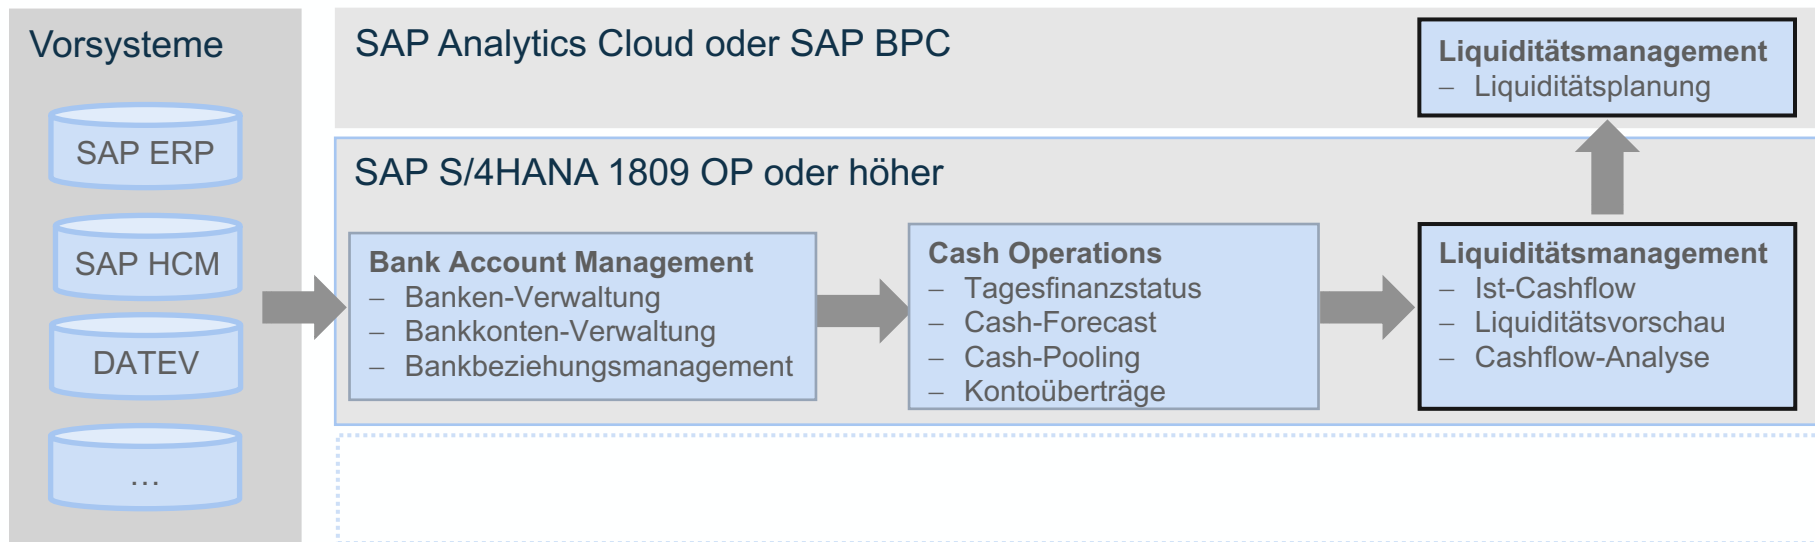 Vorsysteme
SAP ERP
SAP HCM
DATEV
…
SAP Analytics Cloud oder SAP BPC
Liquiditätsmanagement
– Liquiditätsplanung
SAP S/4HANA 1809 OP oder höher
Bank Account Management
– Banken-Verwaltung
– Bankkonten-Verwaltung
– Bankbeziehungsmanagement
Cash Operations
– Tagesfinanzstatus
– Cash-Forecast
– Cash-Pooling
– Kontoüberträge
Liquiditätsmanagement
– Ist-Cashflow
– Liquiditätsvorschau
– Cashflow-Analyse